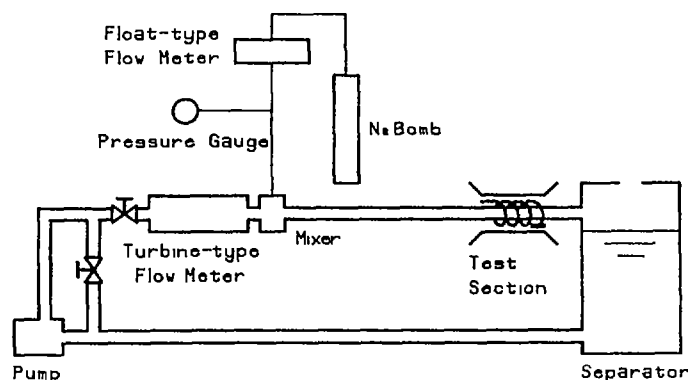 Float-type
Flow Meter
N₂Bomb
Pressure Gauge
Mixer
Turbine-type
Flow Meter
Test
Section
Pump
Separator